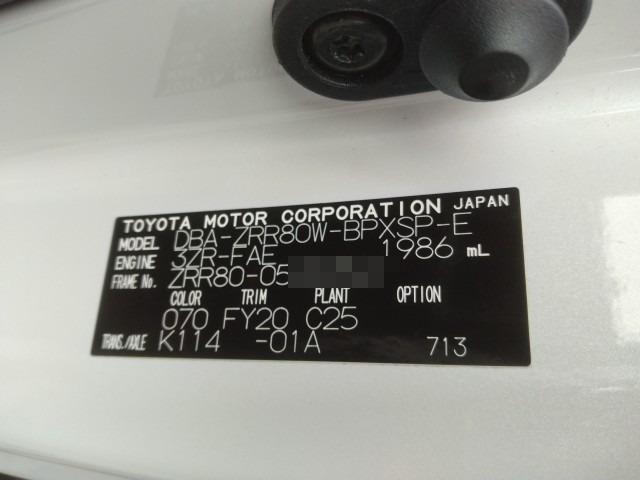 TOYOTA MOTOR CORPORATION JAPAN
MODEL DBA-ZRR80W-BPXSP-E
ENGINE 3ZR-FAE 1986 mL
FRAME No. ZRR80-05
COLOR TRIM PLANT OPTION
070 FY20 C25
TRANS./AXLE K114 -01A 713